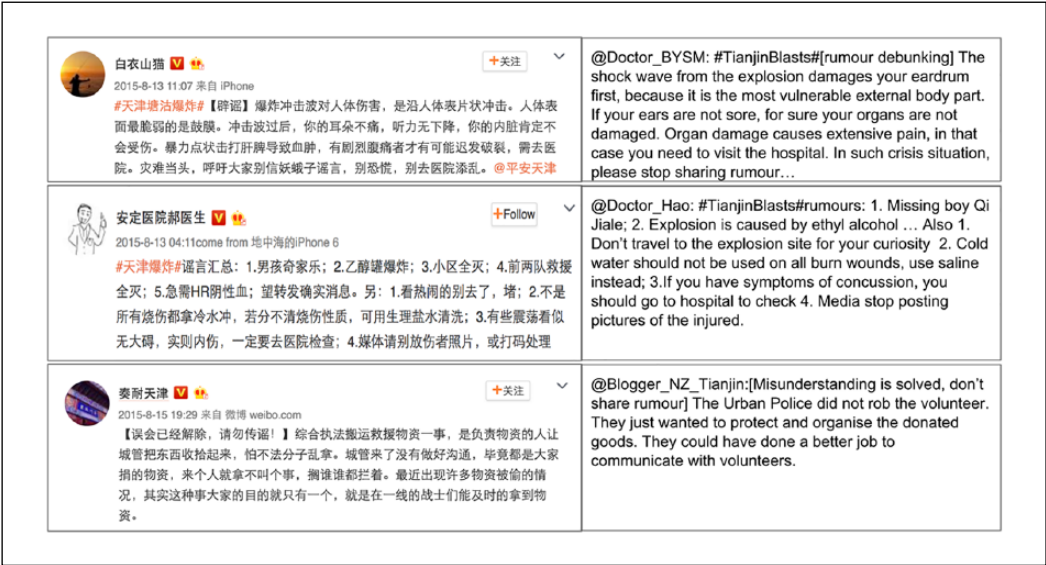 白衣山猫
+关注
2015-8-13 11:07 来自 iPhone
#天津塘沽爆炸#【辟谣】爆炸冲击波对人体伤害，是沿人体表片状冲击。人体表
面最脆弱的是鼓膜。冲击波过后，你的耳朵不痛，听力无下降，你的内脏肯定不
会受伤。暴力点状击打肝脾导致血肿，有剧烈腹痛者才有可能迟发破裂，需去医
院。灾难当头，呼吁大家别信妖蛾子谣言，别恐慌，别去医院添乱。@平安天津
@Doctor_BYSM: #TianjinBlasts#[rumour debunking] The
shock wave from the explosion damages your eardrum
first, because it is the most vulnerable external body part.
If your ears are not sore, for sure your organs are not
damaged. Organ damage causes extensive pain, in that
case you need to visit the hospital. In such crisis situation,
please stop sharing rumour…
安定医院郝医生
+Follow
2015-8-13 04:11come from 地中海的iPhone 6
#天津爆炸#谣言汇总：1.男孩奇家乐；2.乙醇罐爆炸；3.小区全灭；4.前两队救援
全灭；5.急需HR阴性血；望转发确实消息。另：1.看热闹的别去了，堵；2.不是
所有烧伤都拿冷水冲，若分不清烧伤性质，可用生理盐水清洗；3.有些震荡看似
无大碍，实则内伤，一定要去医院检查；4.媒体请别放伤者照片，或打码处理
@Doctor_Hao: #TianjinBlasts#rumours: 1. Missing boy Qi
Jiale; 2. Explosion is caused by ethyl alcohol … Also 1.
Don't travel to the explosion site for your curiosity 2. Cold
water should not be used on all burn wounds, use saline
instead; 3.If you have symptoms of concussion, you
should go to hospital to check 4. Media stop posting
pictures of the injured.
奏耐天津
+关注
2015-8-15 19:29 来自 微博 weibo.com
【误会已经解除，请勿传谣！】综合执法搬运救援物资一事，是负责物资的人让
城管把东西收拾起来，怕不法分子乱拿。城管来了没有做好沟通，毕竟都是大家
捐的物资，来个人就拿不叫个事，搁谁谁都拦着。最近出现许多物资被偷的情
况，其实这种事大家的目的就只有一个，就是在一线的战士们能及时的拿到物
资。
@Blogger_NZ_Tianjin:[Misunderstanding is solved, don't
share rumour] The Urban Police did not rob the volunteer.
They just wanted to protect and organise the donated
goods. They could have done a better job to
communicate with volunteers.